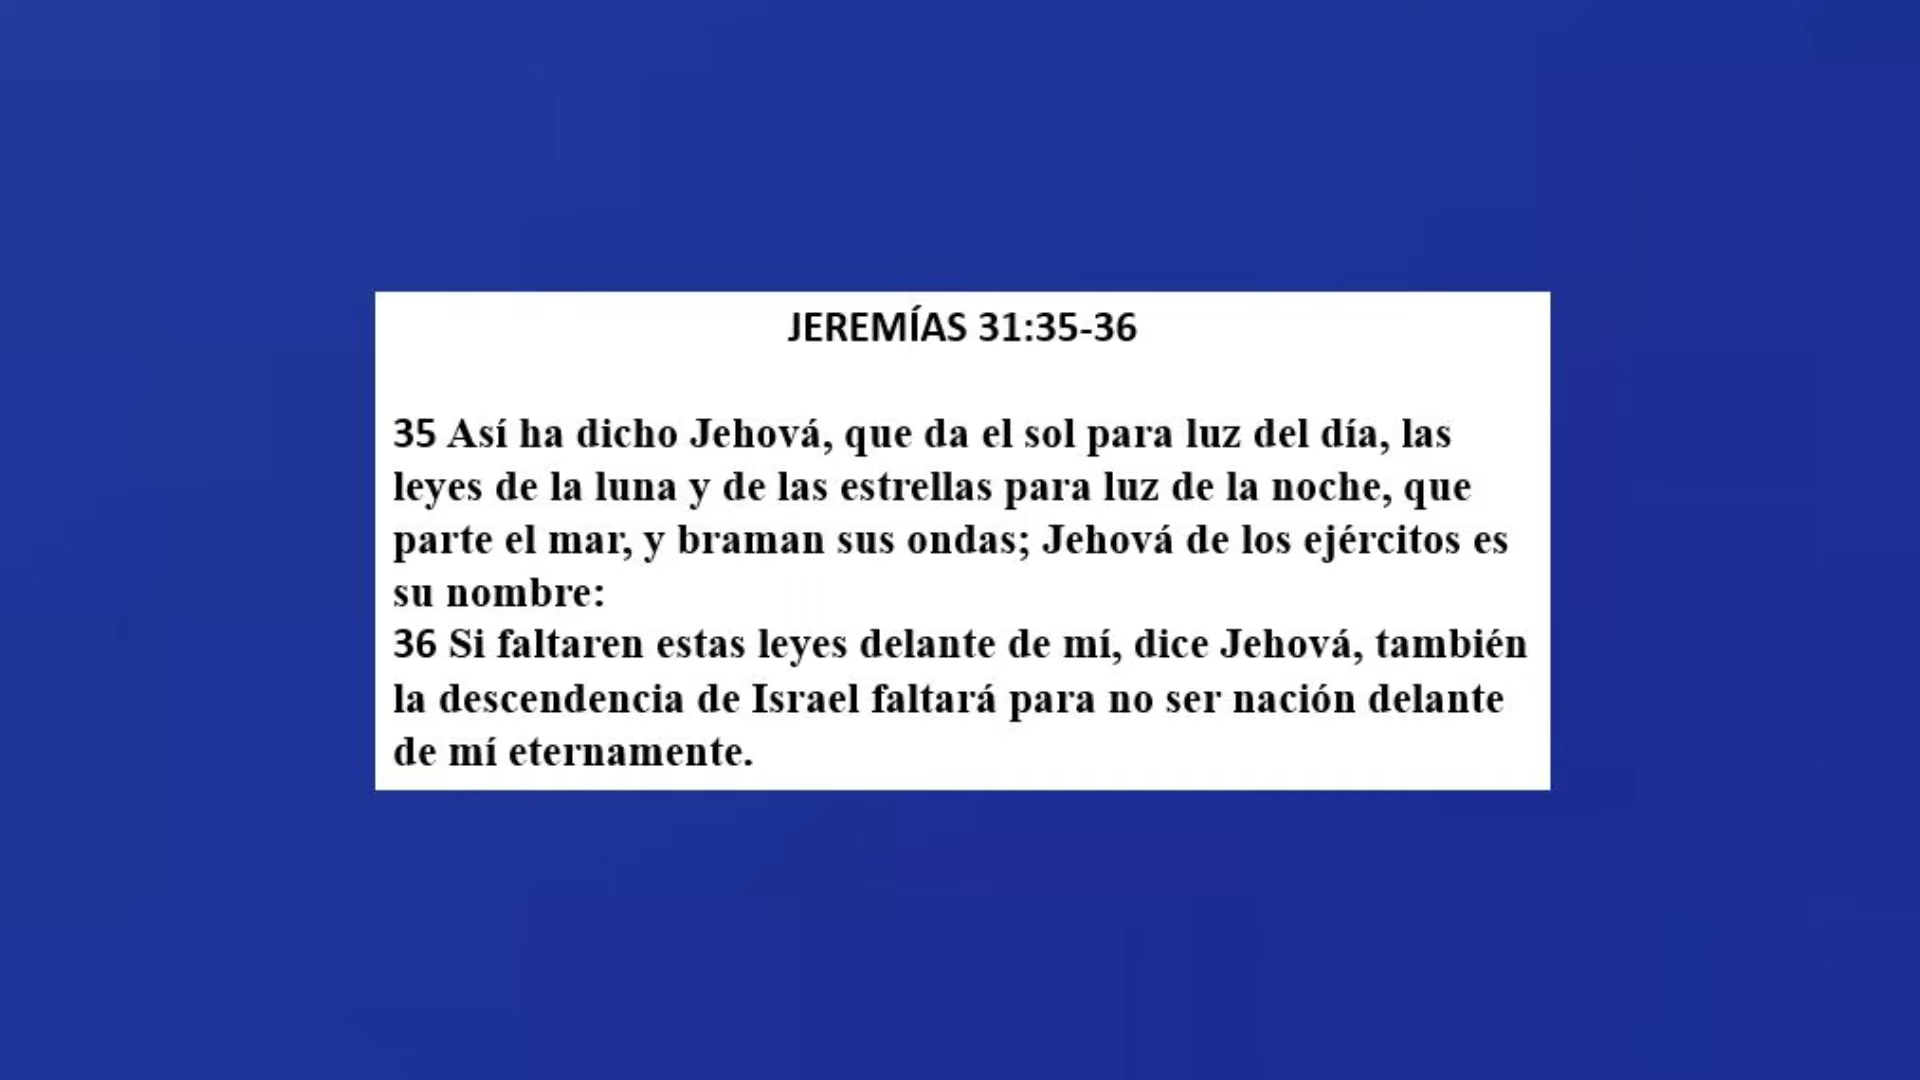 JEREMÍAS 31:35-36
35 Así ha dicho Jehová, que da el sol para luz del día, las
leyes de la luna y de las estrellas para luz de la noche, que
parte el mar, y braman sus ondas; Jehová de los ejércitos es
su nombre:
36 Si faltaren estas leyes delante de mí, dice Jehová, también
la descendencia de Israel faltará para no ser nación delante
de mí eternamente.